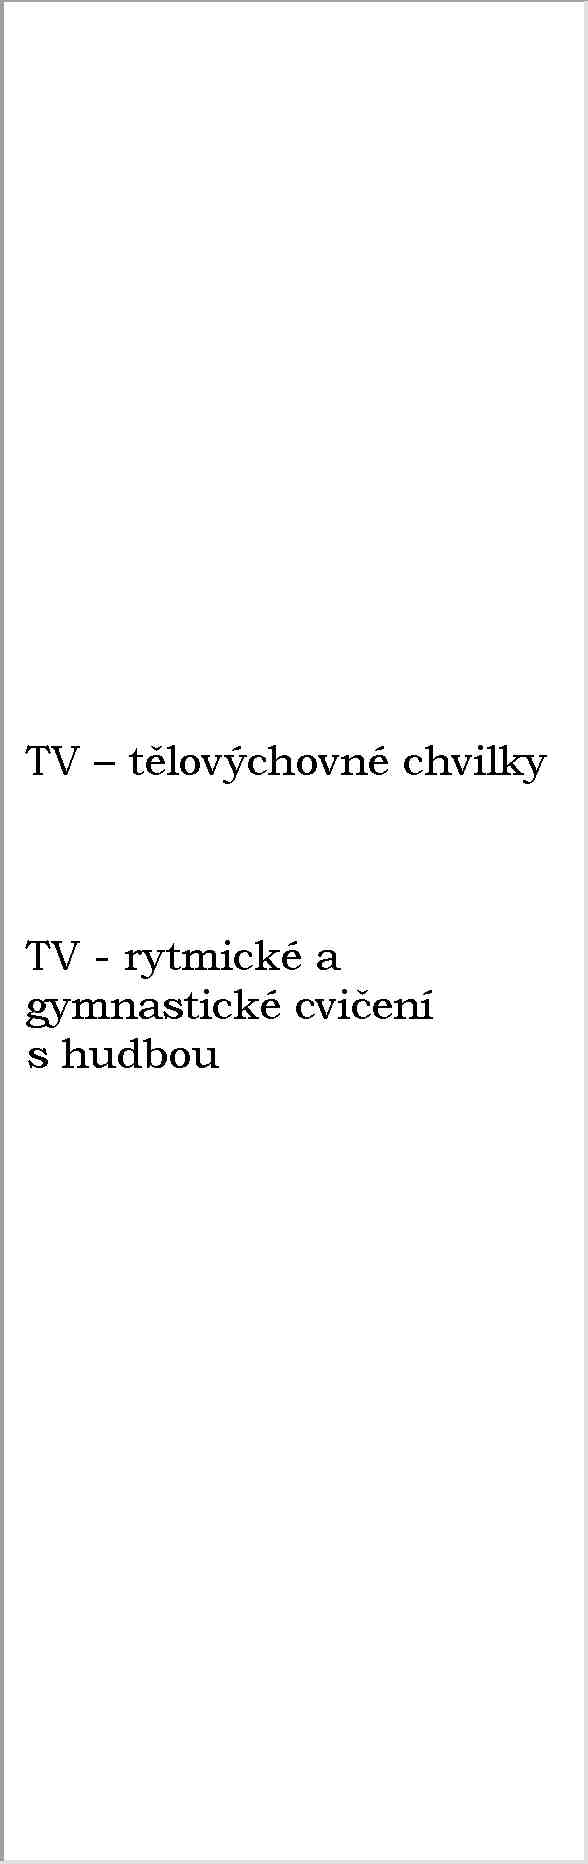 TV – tělovýchovné chvilky
TV - rytmické a
gymnastické cvičení
s hudbou